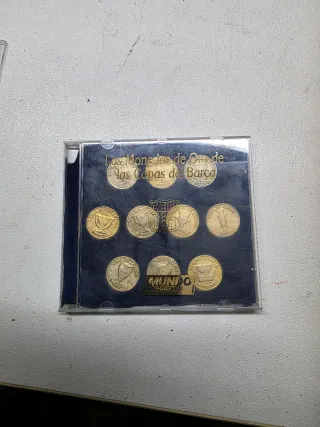 Las Monedas de Oro de
las Copas del Barça
MUNDO